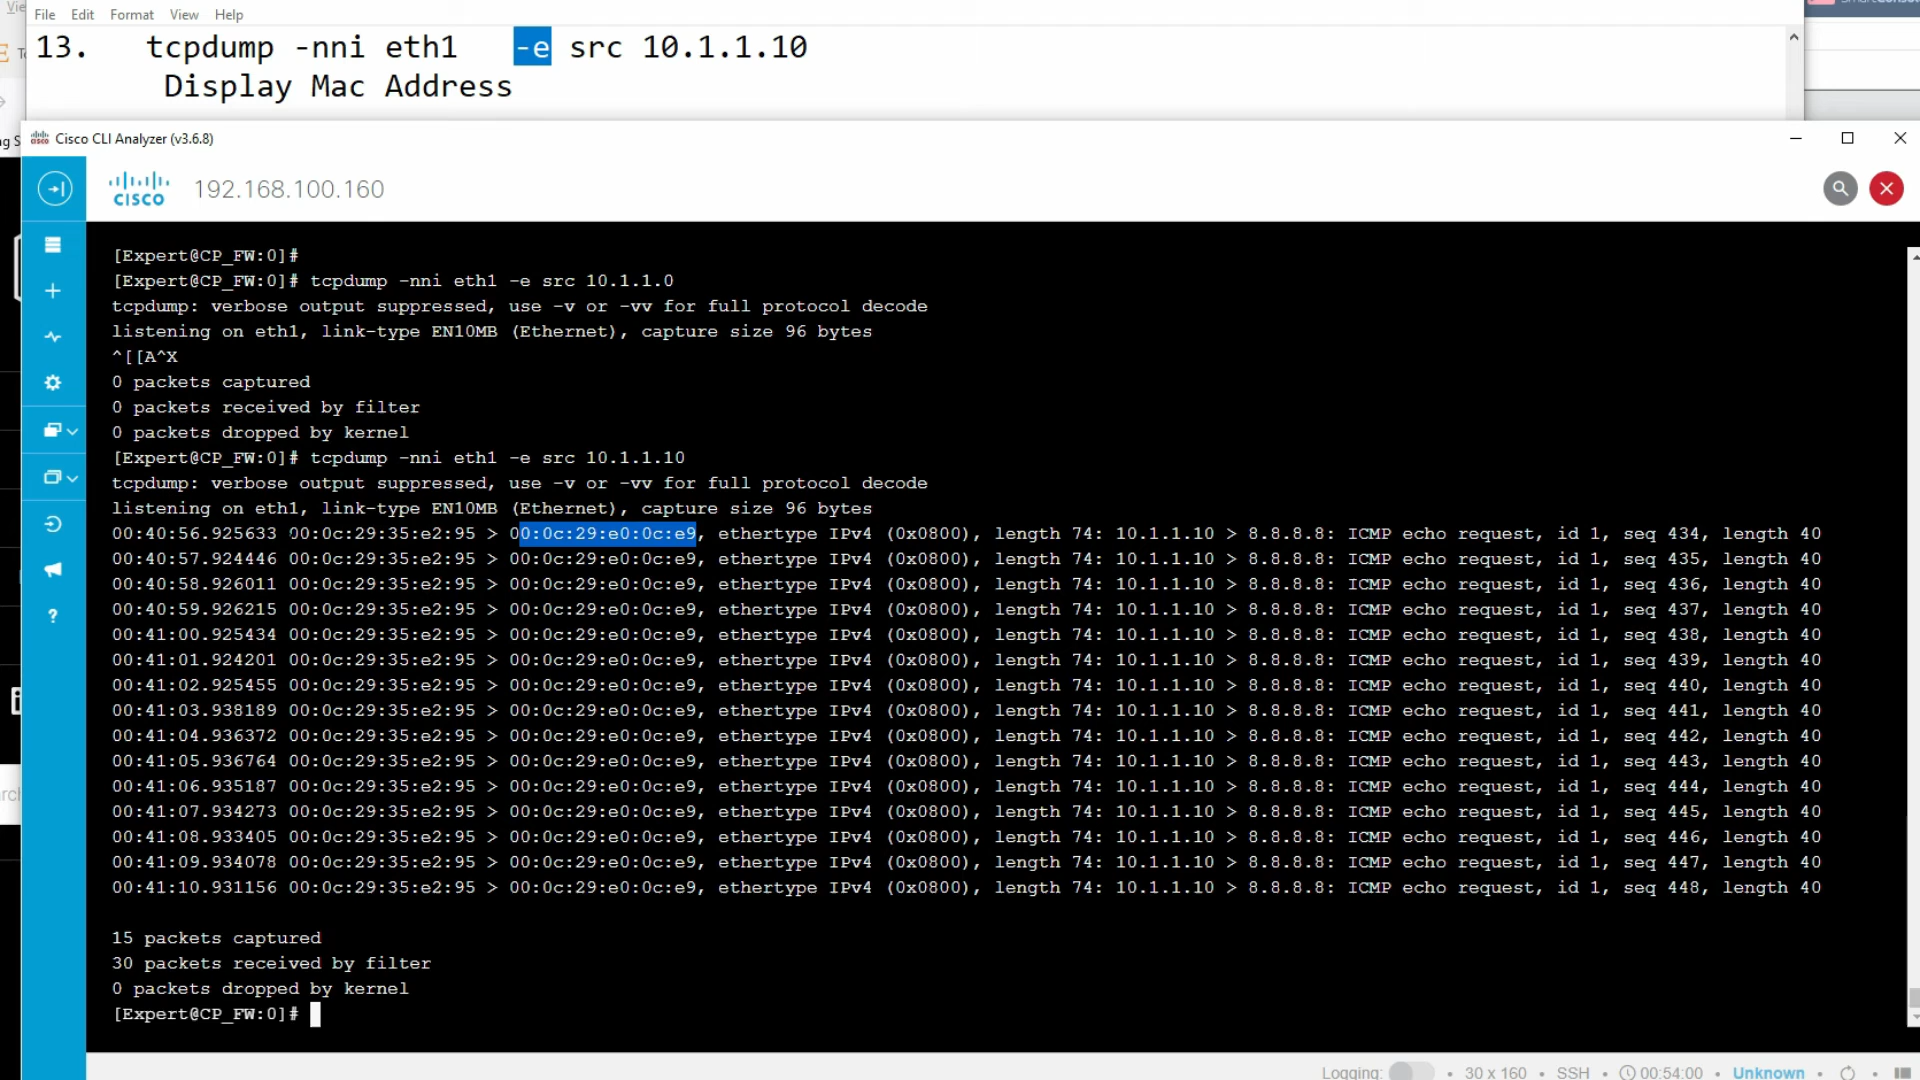 File Edit Format View Help
13. tcpdump -nni eth1 -e src 10.1.1.10
Display Mac Address
Cisco CLI Analyzer (v3.6.8)
CISCO 192.168.100.160
[Expert@CP_FW:0]#
[Expert@CP_FW:0]# tcpdump -nni eth1 -e src 10.1.1.0
tcpdump: verbose output suppressed, use -v or -vv for full protocol decode
listening on eth1, link-type EN10MB (Ethernet), capture size 96 bytes
^[[A^X
0 packets captured
0 packets received by filter
0 packets dropped by kernel
[Expert@CP_FW:0]# tcpdump -nni eth1 -e src 10.1.1.10
tcpdump: verbose output suppressed, use -v or -vv for full protocol decode
listening on eth1, link-type EN10MB (Ethernet), capture size 96 bytes
00:40:56.925633 00:0c:29:35:e2:95 > 00:0c:29:e0:0c:e9, ethertype IPv4 (0x0800), length 74: 10.1.1.10 > 8.8.8.8: ICMP echo request, id 1, seq 434, length 40
00:40:57.924446 00:0c:29:35:e2:95 > 00:0c:29:e0:0c:e9, ethertype IPv4 (0x0800), length 74: 10.1.1.10 > 8.8.8.8: ICMP echo request, id 1, seq 435, length 40
00:40:58.926011 00:0c:29:35:e2:95 > 00:0c:29:e0:0c:e9, ethertype IPv4 (0x0800), length 74: 10.1.1.10 > 8.8.8.8: ICMP echo request, id 1, seq 436, length 40
00:40:59.926215 00:0c:29:35:e2:95 > 00:0c:29:e0:0c:e9, ethertype IPv4 (0x0800), length 74: 10.1.1.10 > 8.8.8.8: ICMP echo request, id 1, seq 437, length 40
00:41:00.925434 00:0c:29:35:e2:95 > 00:0c:29:e0:0c:e9, ethertype IPv4 (0x0800), length 74: 10.1.1.10 > 8.8.8.8: ICMP echo request, id 1, seq 438, length 40
00:41:01.924201 00:0c:29:35:e2:95 > 00:0c:29:e0:0c:e9, ethertype IPv4 (0x0800), length 74: 10.1.1.10 > 8.8.8.8: ICMP echo request, id 1, seq 439, length 40
00:41:02.925455 00:0c:29:35:e2:95 > 00:0c:29:e0:0c:e9, ethertype IPv4 (0x0800), length 74: 10.1.1.10 > 8.8.8.8: ICMP echo request, id 1, seq 440, length 40
00:41:03.938189 00:0c:29:35:e2:95 > 00:0c:29:e0:0c:e9, ethertype IPv4 (0x0800), length 74: 10.1.1.10 > 8.8.8.8: ICMP echo request, id 1, seq 441, length 40
00:41:04.936372 00:0c:29:35:e2:95 > 00:0c:29:e0:0c:e9, ethertype IPv4 (0x0800), length 74: 10.1.1.10 > 8.8.8.8: ICMP echo request, id 1, seq 442, length 40
00:41:05.936764 00:0c:29:35:e2:95 > 00:0c:29:e0:0c:e9, ethertype IPv4 (0x0800), length 74: 10.1.1.10 > 8.8.8.8: ICMP echo request, id 1, seq 443, length 40
00:41:06.935187 00:0c:29:35:e2:95 > 00:0c:29:e0:0c:e9, ethertype IPv4 (0x0800), length 74: 10.1.1.10 > 8.8.8.8: ICMP echo request, id 1, seq 444, length 40
00:41:07.934273 00:0c:29:35:e2:95 > 00:0c:29:e0:0c:e9, ethertype IPv4 (0x0800), length 74: 10.1.1.10 > 8.8.8.8: ICMP echo request, id 1, seq 445, length 40
00:41:08.933405 00:0c:29:35:e2:95 > 00:0c:29:e0:0c:e9, ethertype IPv4 (0x0800), length 74: 10.1.1.10 > 8.8.8.8: ICMP echo request, id 1, seq 446, length 40
00:41:09.934078 00:0c:29:35:e2:95 > 00:0c:29:e0:0c:e9, ethertype IPv4 (0x0800), length 74: 10.1.1.10 > 8.8.8.8: ICMP echo request, id 1, seq 447, length 40
00:41:10.931156 00:0c:29:35:e2:95 > 00:0c:29:e0:0c:e9, ethertype IPv4 (0x0800), length 74: 10.1.1.10 > 8.8.8.8: ICMP echo request, id 1, seq 448, length 40
15 packets captured
30 packets received by filter
0 packets dropped by kernel
[Expert@CP_FW:0]#
Logging: • 30 x 160 • SSH • 00:54:00 • Unknown